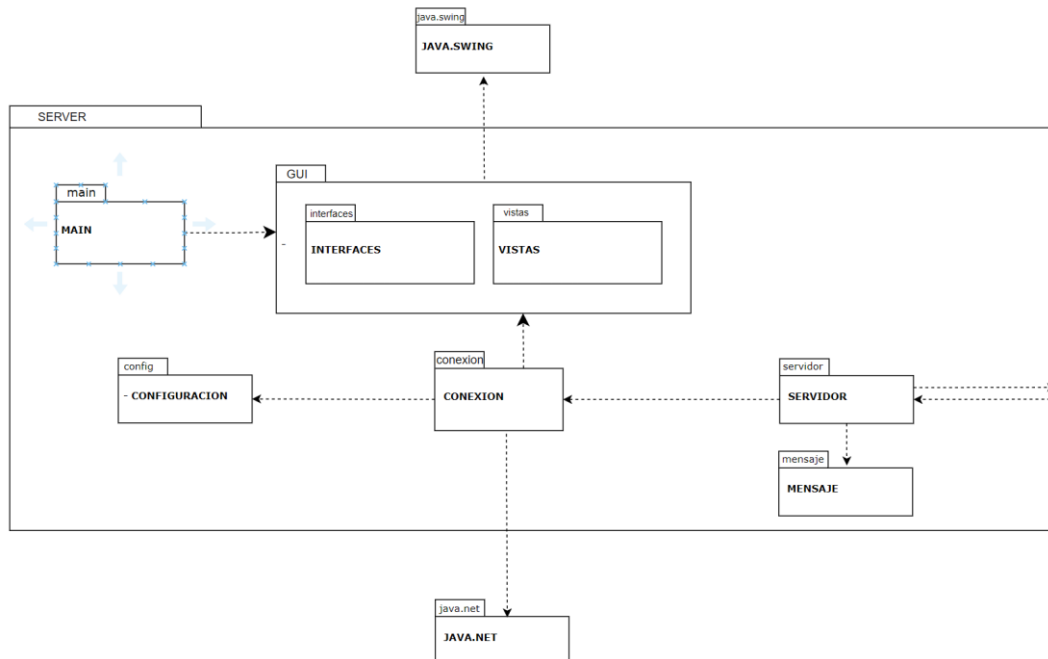 java.swing
JAVA.SWING
SERVER
main
MAIN
GUI
interfaces
INTERFACES
vistas
VISTAS
-
config
- CONFIGURACION
conexion
CONEXION
servidor
SERVIDOR
mensaje
MENSAJE
java.net
JAVA.NET